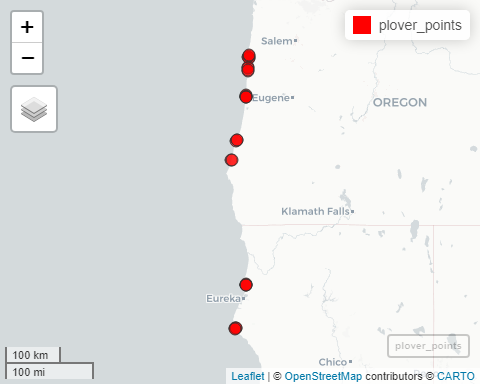 +
−
plover_points
Salem
Eugene
OREGON
Klamath Falls
Eureka
Chico
plover_points
100 km
100 mi
Leaflet | © OpenStreetMap contributors © CARTO